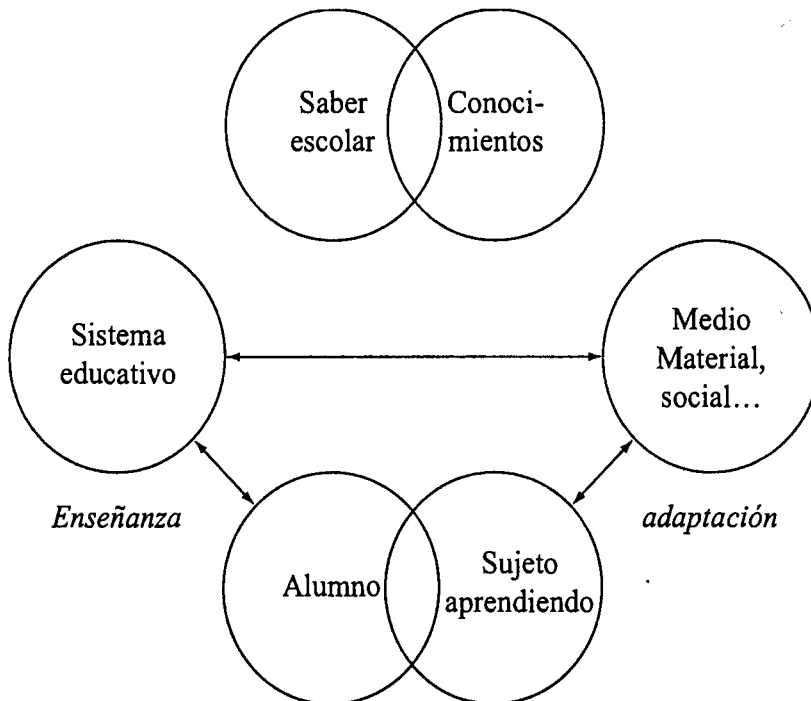 Saber
escolar
Conoci-
mientos
Sistema
educativo
Medio
Material,
social...
Enseñanza
adaptación
Alumno
Sujeto
aprendiendo